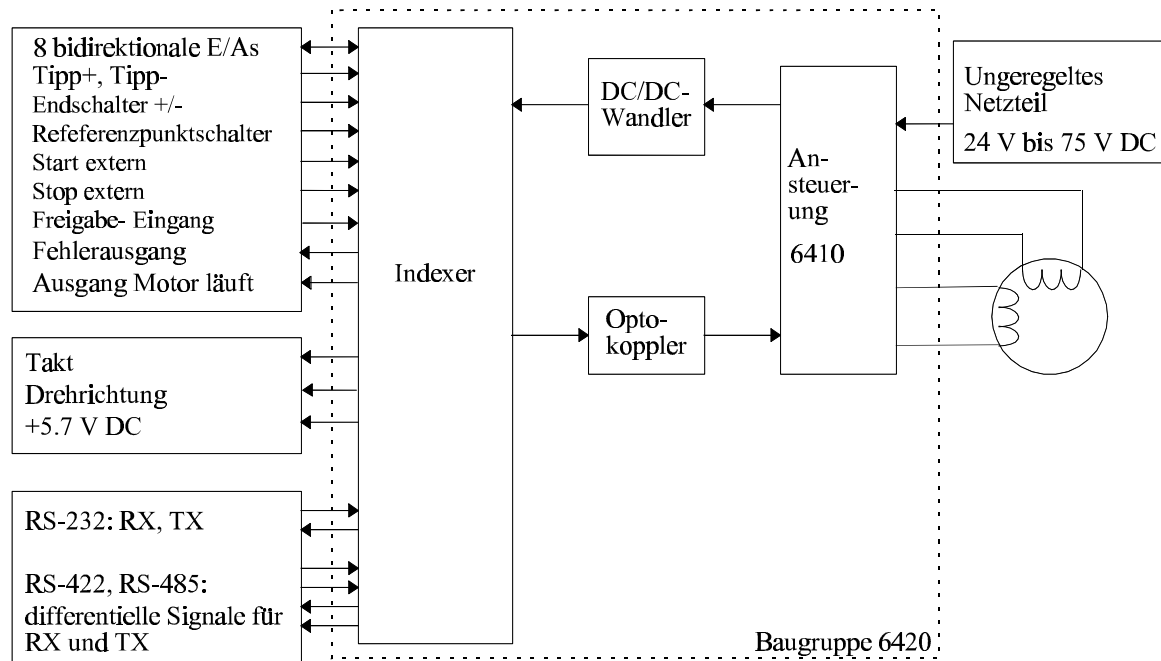 8 bidirektionale E/As
Tipp+, Tipp-
Endschalter +/-
Refeferenzpunktschalter
Start extern
Stop extern
Freigabe- Eingang
Fehlerausgang
Ausgang Motor läuft
Takt
Drehrichtung
+5.7 V DC
RS-232: RX, TX
RS-422, RS-485:
differentielle Signale für
RX und TX
Indexer
DC/DC-
Wandler
Opto-
koppler
An-
steuer-
ung
6410
Ungeregeltes
Netzteil
24 V bis 75 V DC
Baugruppe 6420